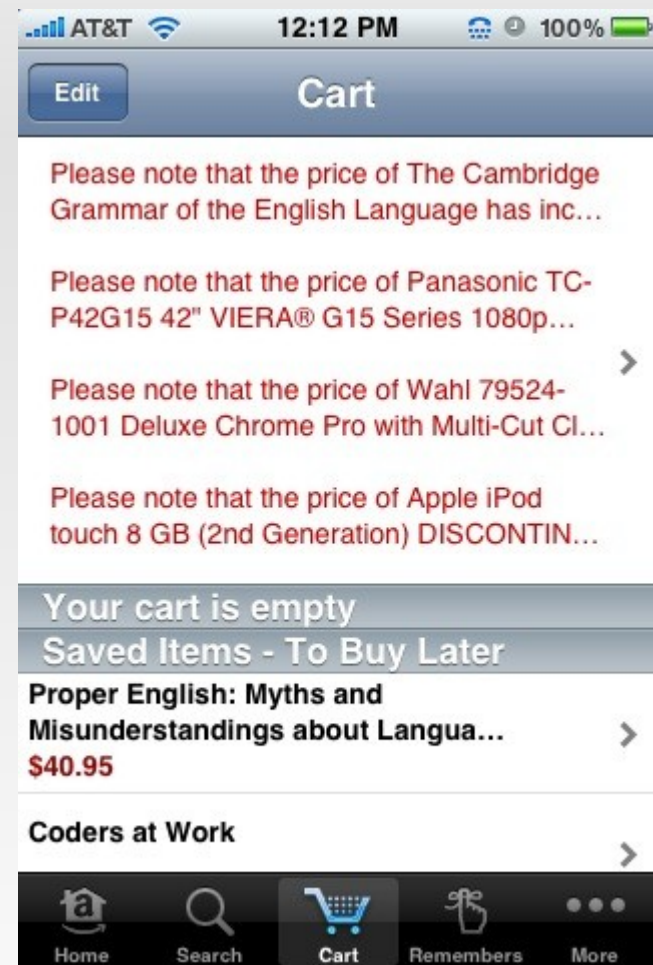 AT&T 12:12 PM 100%
Edit Cart
Please note that the price of The Cambridge
Grammar of the English Language has inc...
Please note that the price of Panasonic TC-
P42G15 42" VIERA® G15 Series 1080p...
Please note that the price of Wahl 79524-
1001 Deluxe Chrome Pro with Multi-Cut Cl...
Please note that the price of Apple iPod
touch 8 GB (2nd Generation) DISCONTIN...
Your cart is empty
Saved Items - To Buy Later
Proper English: Myths and
Misunderstandings about Langua...
$40.95
Coders at Work
a
Home Search Cart Remembers More